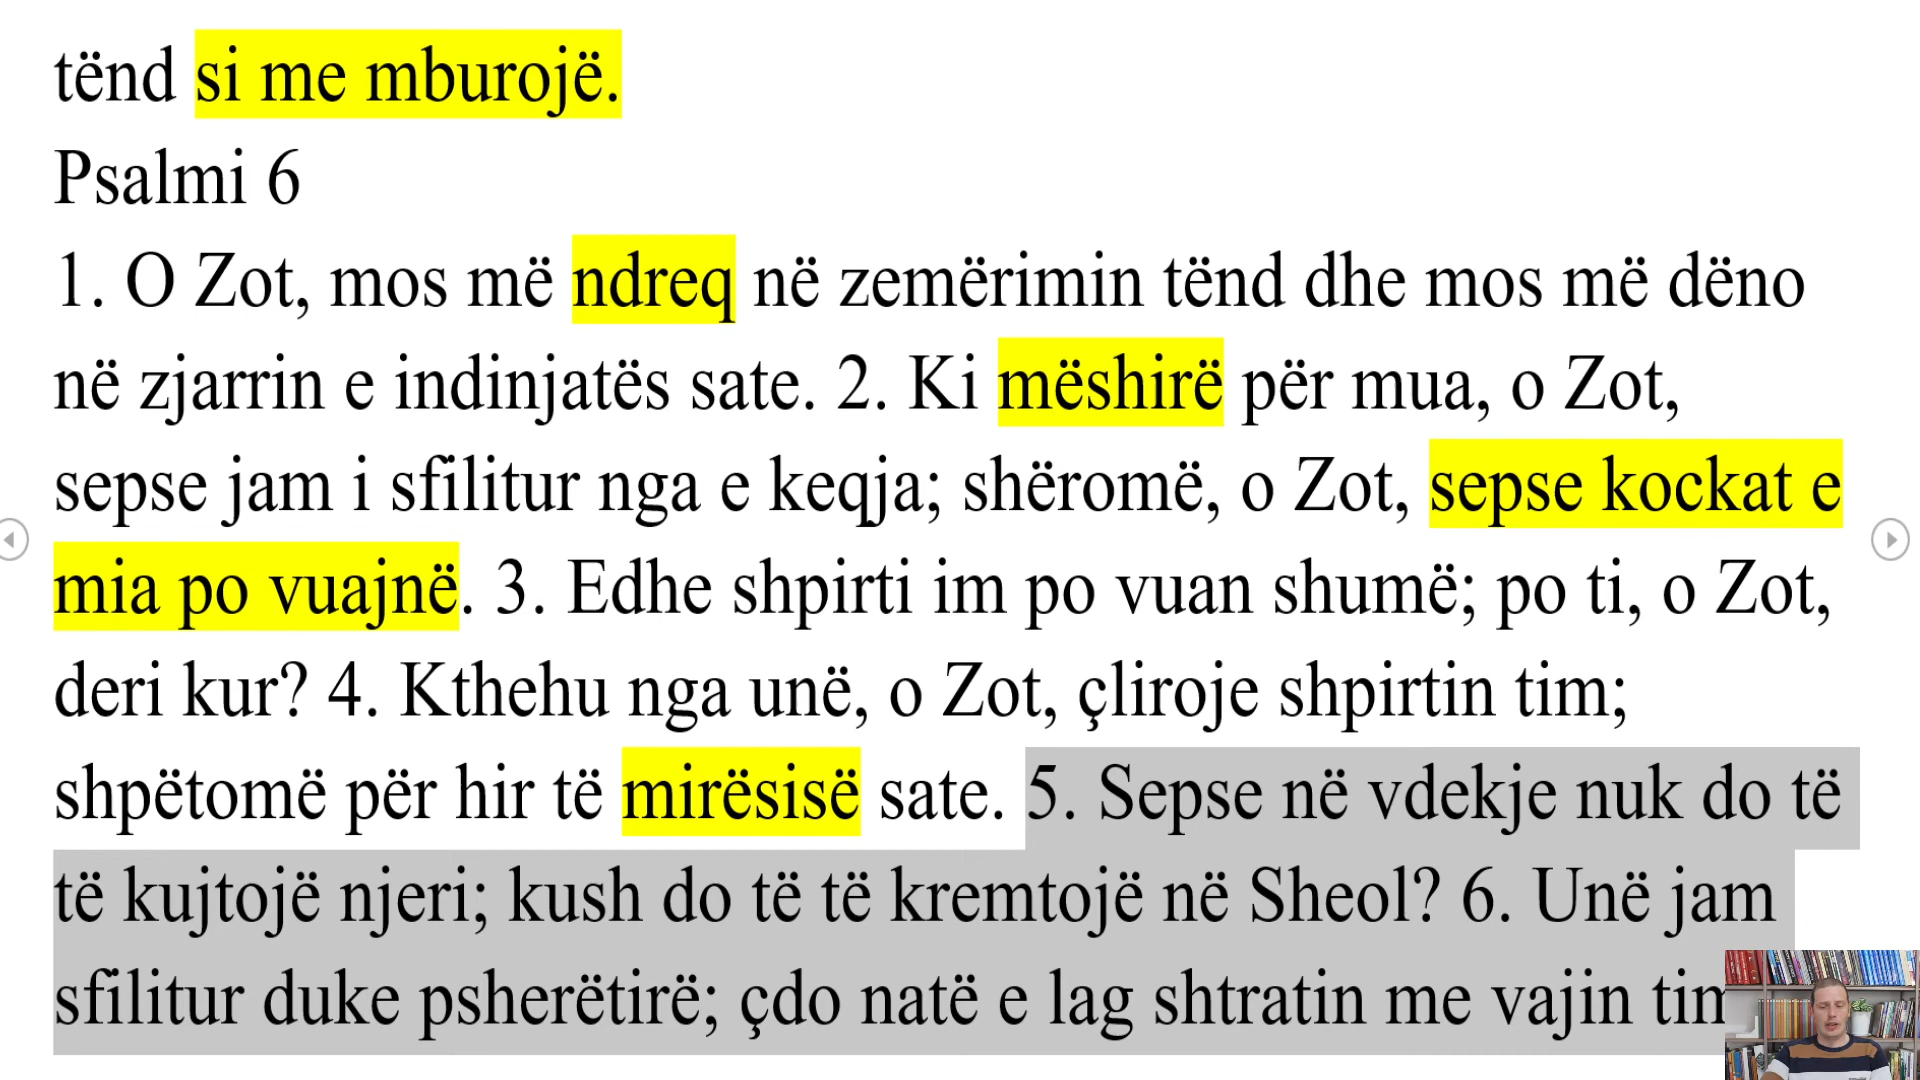 tënd si me mburojë.
Psalmi 6
1. O Zot, mos më ndreq në zemërimin tënd dhe mos më dëno
në zjarrin e indinjatës sate. 2. Ki mëshirë për mua, o Zot,
sepse jam i sfilitur nga e keqja; shëromë, o Zot, sepse kockat e
mia po vuajnë. 3. Edhe shpirti im po vuan shumë; po ti, o Zot,
deri kur? 4. Kthehu nga unë, o Zot, çliroje shpirtin tim;
shpëtomë për hir të mirësisë sate. 5. Sepse në vdekje nuk do të
të kujtojë njeri; kush do të të kremtojë në Sheol? 6. Unë jam
sfilitur duke psherëtirë; çdo natë e lag shtratin me vajin tim